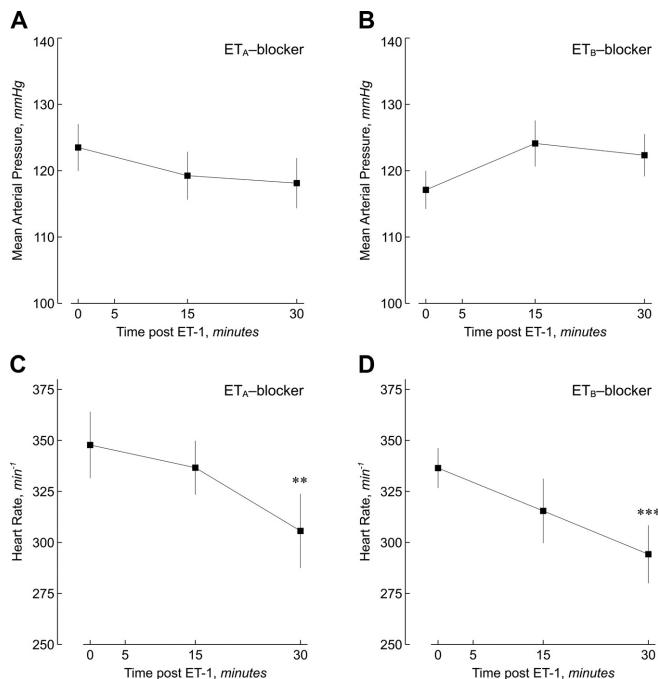 A
ETA–blocker
Mean Arterial Pressure, mmHg
140
130
120
110
100
0 5 15 30
Time post ET-1, minutes
B
ETB–blocker
Mean Arterial Pressure, mmHg
140
130
120
110
100
0 5 15 30
Time post ET-1, minutes
C
ETA–blocker
Heart Rate, min-1
375
350
325
300
275
250
**
0 5 15 30
Time post ET-1, minutes
D
ETB–blocker
Heart Rate, min-1
375
350
325
300
275
250
***
0 5 15 30
Time post ET-1, minutes